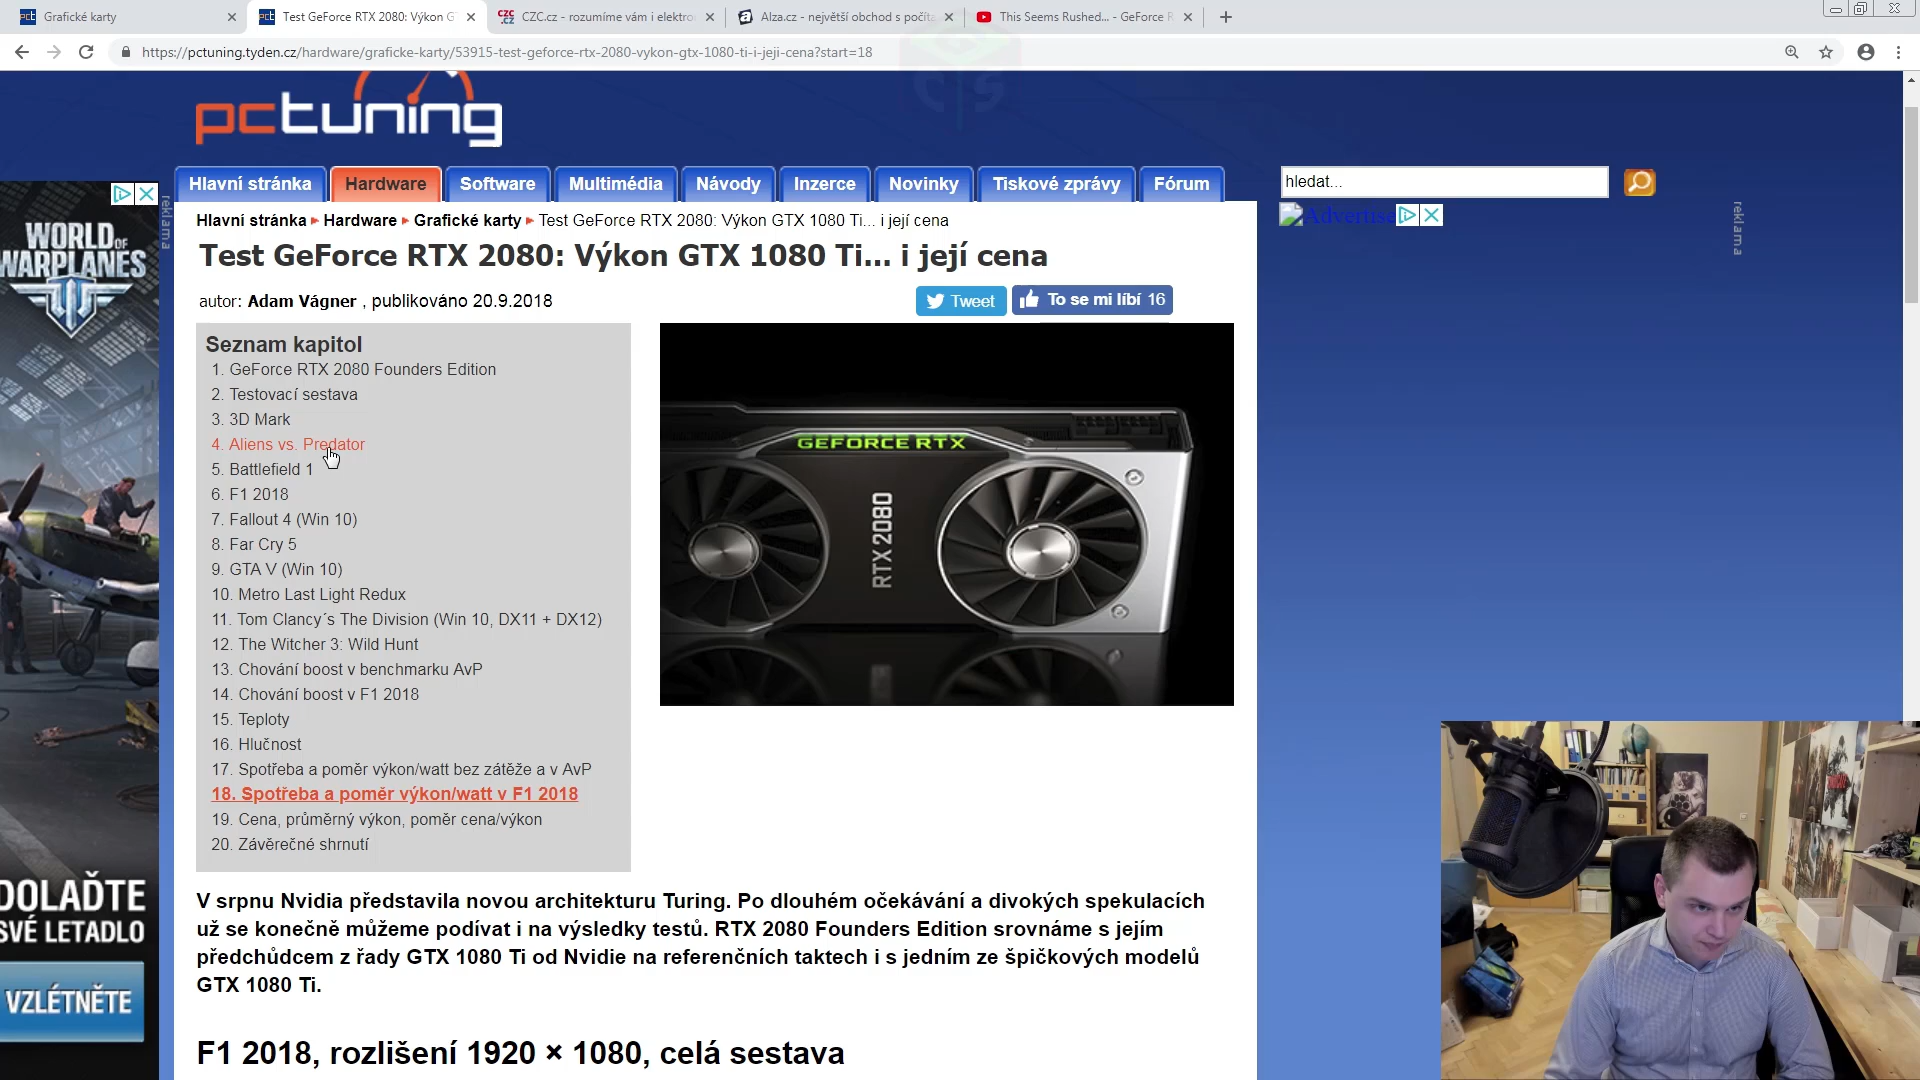 Grafické karty
Test GeForce RTX 2080: Výkon G
CZC.cz - rozumíme vám i elektro
Alza.cz - největší obchod s počíta
This Seems Rushed... - GeForce R
https://pctuning.tyden.cz/hardware/graficke-karty/53915-test-geforce-rtx-2080-vykon-gtx-1080-ti-i-jeji-cena?start=18
pctuning
Hlavní stránka
Hardware
Software
Multimédia
Návody
Inzerce
Novinky
Tiskové zprávy
Fórum
hledat...
reklama
Advertise
reklama
Hlavní stránka ▸ Hardware ▸ Grafické karty ▸ Test GeForce RTX 2080: Výkon GTX 1080 Ti... i její cena
Test GeForce RTX 2080: Výkon GTX 1080 Ti... i její cena
autor: Adam Vágner , publikováno 20.9.2018
Tweet
To se mi líbí 16
Seznam kapitol
1. GeForce RTX 2080 Founders Edition
2. Testovací sestava
3. 3D Mark
4. Aliens vs. Predator
5. Battlefield 1
6. F1 2018
7. Fallout 4 (Win 10)
8. Far Cry 5
9. GTA V (Win 10)
10. Metro Last Light Redux
11. Tom Clancy´s The Division (Win 10, DX11 + DX12)
12. The Witcher 3: Wild Hunt
13. Chování boost v benchmarku AvP
14. Chování boost v F1 2018
15. Teploty
16. Hlučnost
17. Spotřeba a poměr výkon/watt bez zátěže a v AvP
18. Spotřeba a poměr výkon/watt v F1 2018
19. Cena, průměrný výkon, poměr cena/výkon
20. Závěrečné shrnutí
GEFORCE RTX
RTX 2080
WORLD OF
WARPLANES
DOLAĎTE
SVÉ LETADLO
VZLÉTNĚTE
V srpnu Nvidia představila novou architekturu Turing. Po dlouhém očekávání a divokých spekulacích
už se konečně můžeme podívat i na výsledky testů. RTX 2080 Founders Edition srovnáme s jejím
předchůdcem z řady GTX 1080 Ti od Nvidie na referenčních taktech i s jedním ze špičkových modelů
GTX 1080 Ti.
F1 2018, rozlišení 1920 × 1080, celá sestava